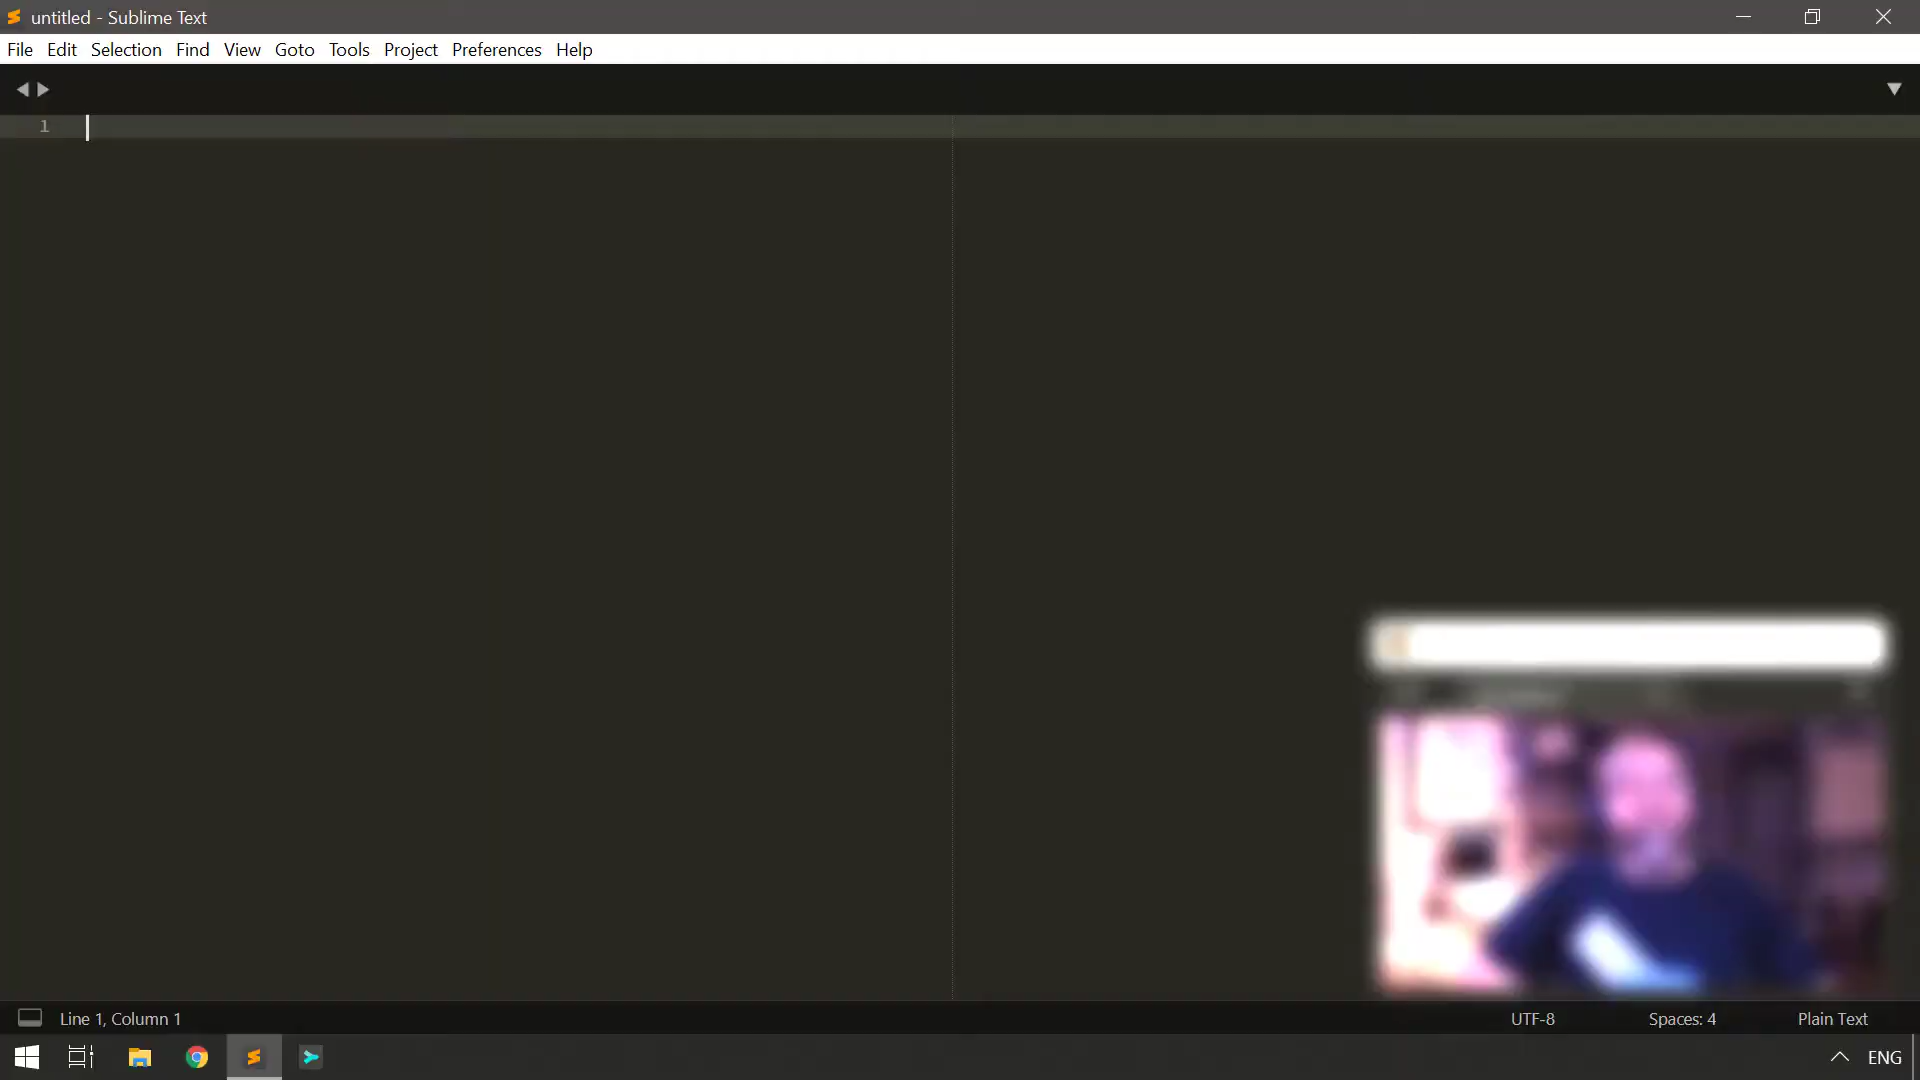 untitled - Sublime Text
File Edit Selection Find View Goto Tools Project Preferences Help
1
Line 1, Column 1
UTF-8
Spaces: 4
Plain Text
ENG